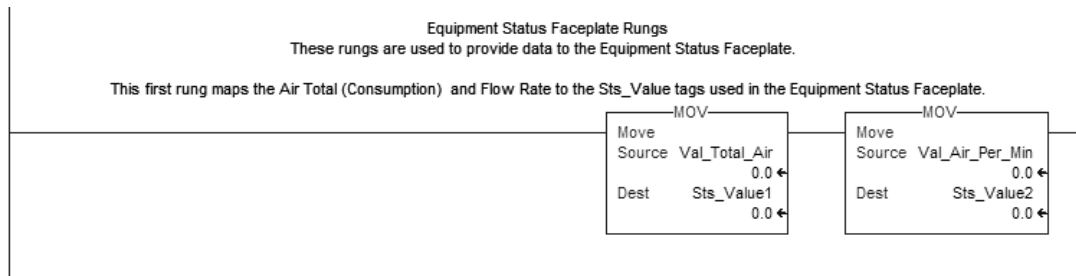 Equipment Status Faceplate Rungs
These rungs are used to provide data to the Equipment Status Faceplate.
This first rung maps the Air Total (Consumption) and Flow Rate to the Sts_Value tags used in the Equipment Status Faceplate.
MOV
Move
Source Val_Total_Air
0.0
Dest Sts_Value1
0.0
MOV
Move
Source Val_Air_Per_Min
0.0
Dest Sts_Value2
0.0